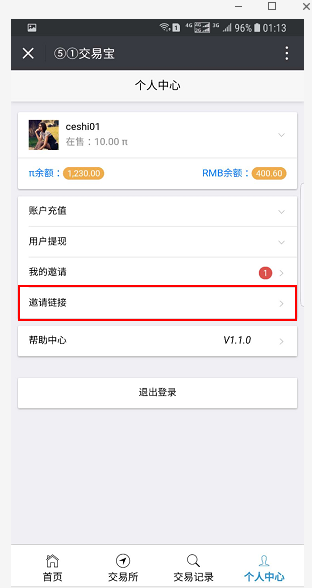 4G 3G 96% 01:13
⑤①交易宝
个人中心
ceshi01
在售：10.00 π
π余额：1,230.00 RMB余额：400.60
账户充值
用户提现
我的邀请 1
邀请链接
帮助中心 V1.1.0
退出登录
首页 交易所 交易记录 个人中心